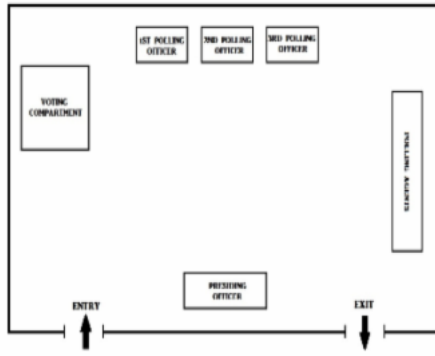 1ST POLLING
OFFICER
2ND POLLING
OFFICER
3RD POLLING
OFFICER
VOTING
COMPARTMENT
POLLING AGENTS
PRESIDING
OFFICER
ENTRY
EXIT